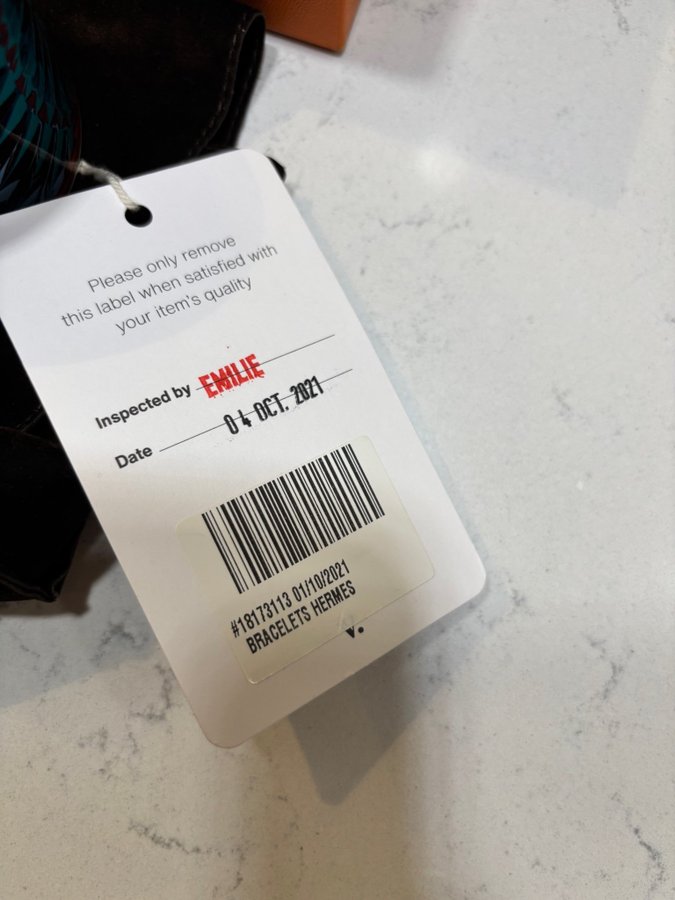 Please only remove
this label when satisfied with
your item's quality
Inspected by EMILIE
Date 04 OCT. 2021
#18173113 01/10/2021
BRACELETS HERMES
V.